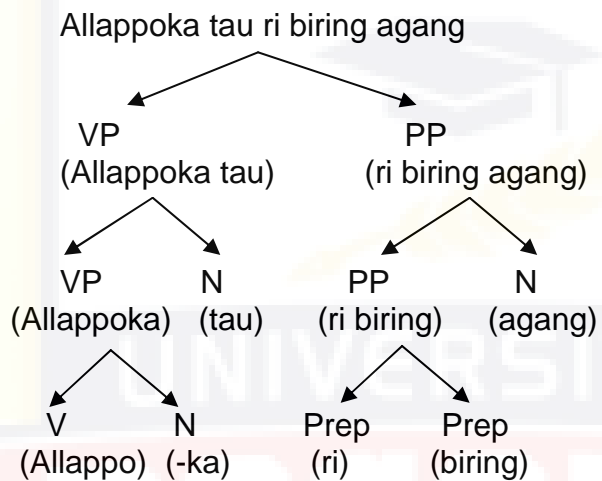 Allappoka tau ri biring agang
VP PP
(Allappoka tau) (ri biring agang)
VP N PP N
(Allappoka) (tau) (ri biring) (agang)
V N Prep Prep
(Allappo) (-ka) (ri) (biring)
UNIVERSI